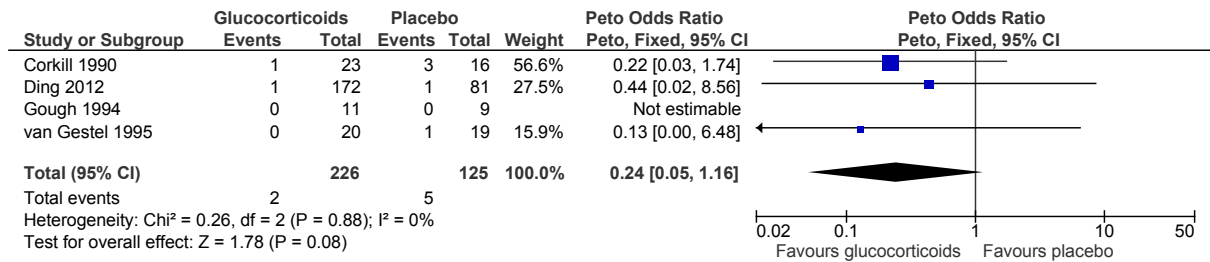 Glucocorticoids Placebo Peto Odds Ratio Peto Odds Ratio
Study or Subgroup Events Total Events Total Weight Peto, Fixed, 95% CI Peto, Fixed, 95% CI
Corkill 1990 1 23 3 16 56.6% 0.22 [0.03, 1.74]
Ding 2012 1 172 1 81 27.5% 0.44 [0.02, 8.56]
Gough 1994 0 11 0 9 Not estimable
van Gestel 1995 0 20 1 19 15.9% 0.13 [0.00, 6.48]
Total (95% CI) 226 125 100.0% 0.24 [0.05, 1.16]
Total events 2 5
Heterogeneity: Chi² = 0.26, df = 2 (P = 0.88); I² = 0%
Test for overall effect: Z = 1.78 (P = 0.08)
0.02 0.1 1 10 50
Favours glucocorticoids Favours placebo